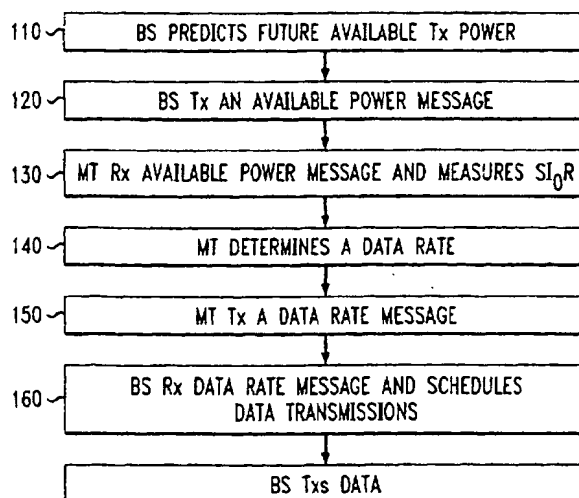 110 BS PREDICTS FUTURE AVAILABLE Tx POWER
120 BS Tx AN AVAILABLE POWER MESSAGE
130 MT Rx AVAILABLE POWER MESSAGE AND MEASURES SI₀R
140 MT DETERMINES A DATA RATE
150 MT Tx A DATA RATE MESSAGE
160 BS Rx DATA RATE MESSAGE AND SCHEDULES
DATA TRANSMISSIONS
BS Txs DATA